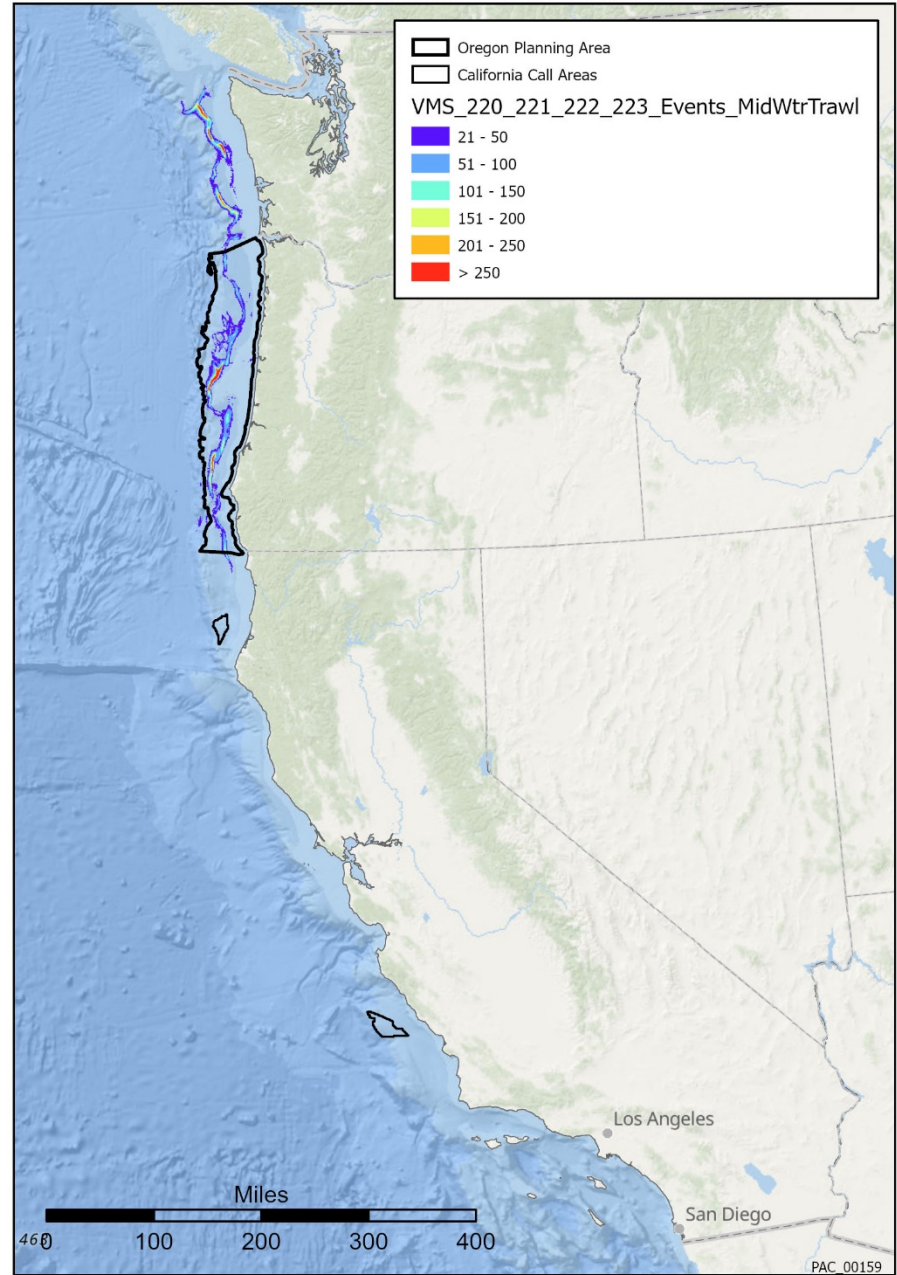 Oregon Planning Area
California Call Areas
VMS_220_221_222_223_Events_MidWtrTrawl
21 - 50
51 - 100
101 - 150
151 - 200
201 - 250
> 250
Los Angeles
San Diego
Miles
0 100 200 300 400
PAC_00159